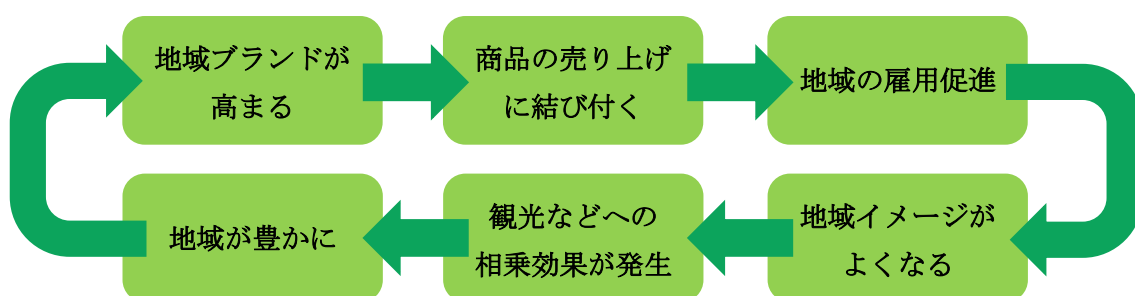 地域ブランドが
高まる
商品の売り上げ
に結び付く
地域の雇用促進
地域イメージが
よくなる
観光などへの
相乗効果が発生
地域が豊かに